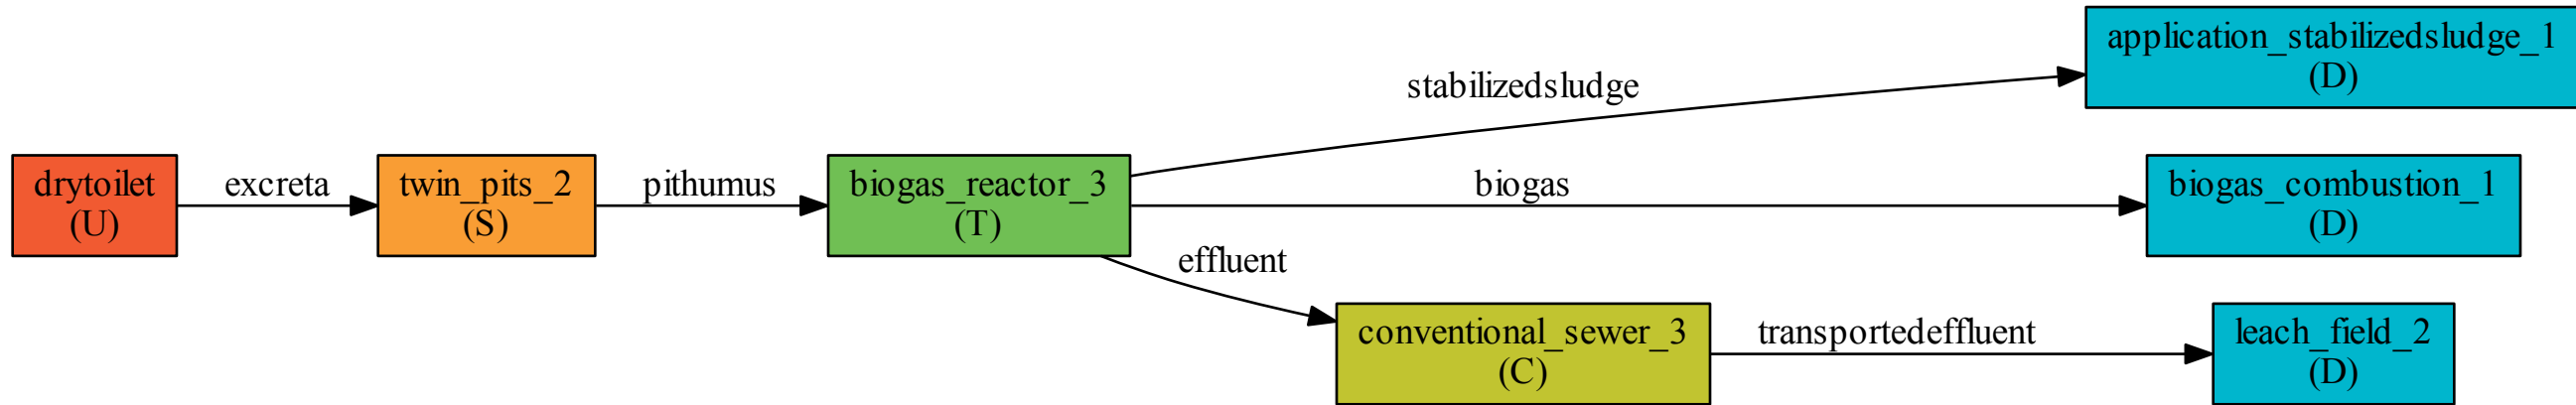 application_stabilizedsludge_1
(D)
stabilizedsludge
drytoilet
(U)
excreta
twin_pits_2
(S)
pithumus
biogas_reactor_3
(T)
biogas
biogas_combustion_1
(D)
effluent
conventional_sewer_3
(C)
transportedeffluent
leach_field_2
(D)